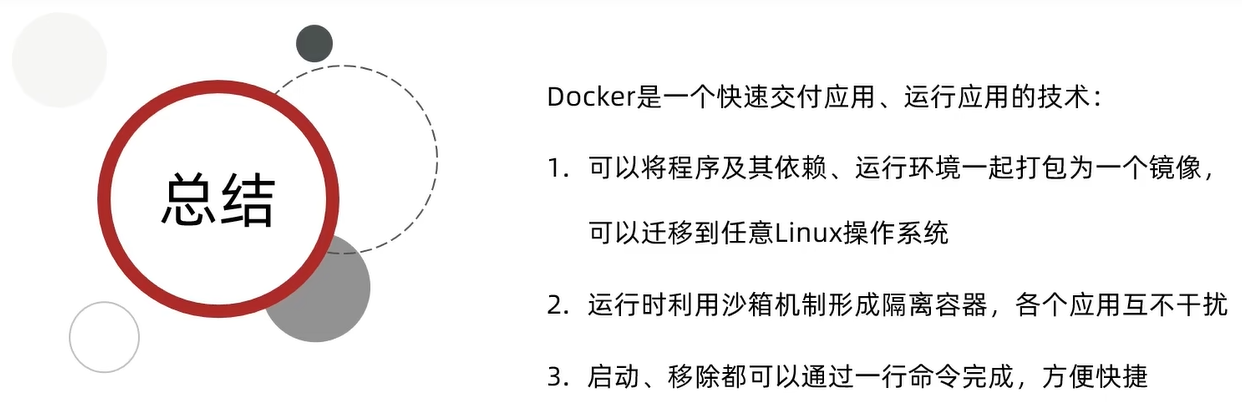 总结
Docker是一个快速交付应用、运行应用的技术：
1. 可以将程序及其依赖、运行环境一起打包为一个镜像，
可以迁移到任意Linux操作系统
2. 运行时利用沙箱机制形成隔离容器，各个应用互不干扰
3. 启动、移除都可以通过一行命令完成，方便快捷